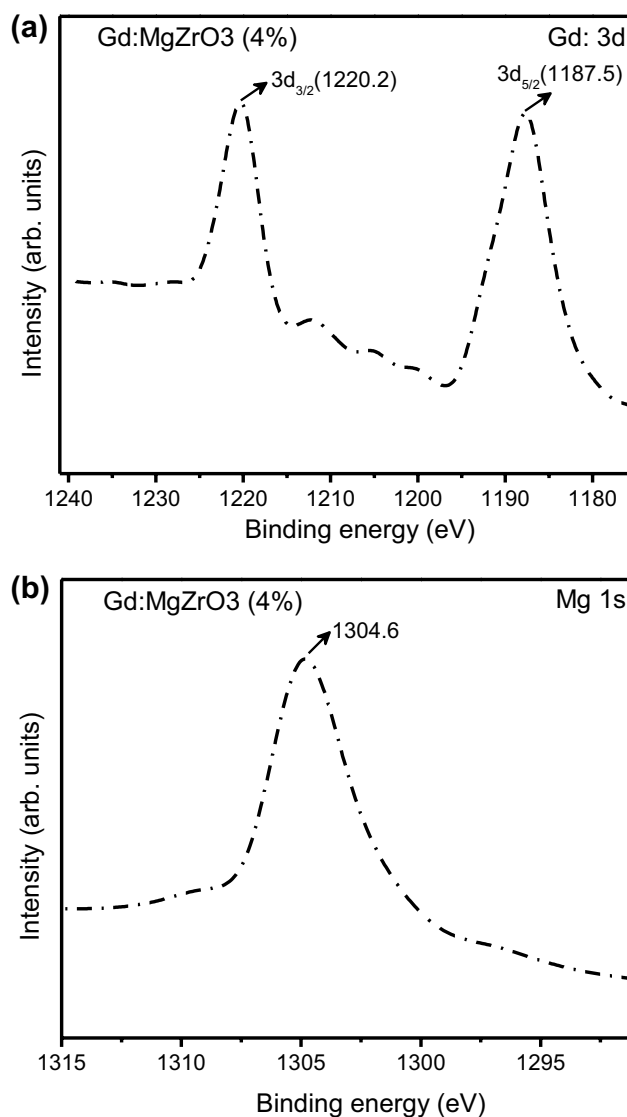 (a)
Gd:MgZrO3 (4%) Gd: 3d
3d3/2(1220.2) 3d5/2(1187.5)
Intensity (arb. units)
1240 1230 1220 1210 1200 1190 1180
Binding energy (eV)
(b)
Gd:MgZrO3 (4%) Mg 1s
1304.6
Intensity (arb. units)
1315 1310 1305 1300 1295
Binding energy (eV)